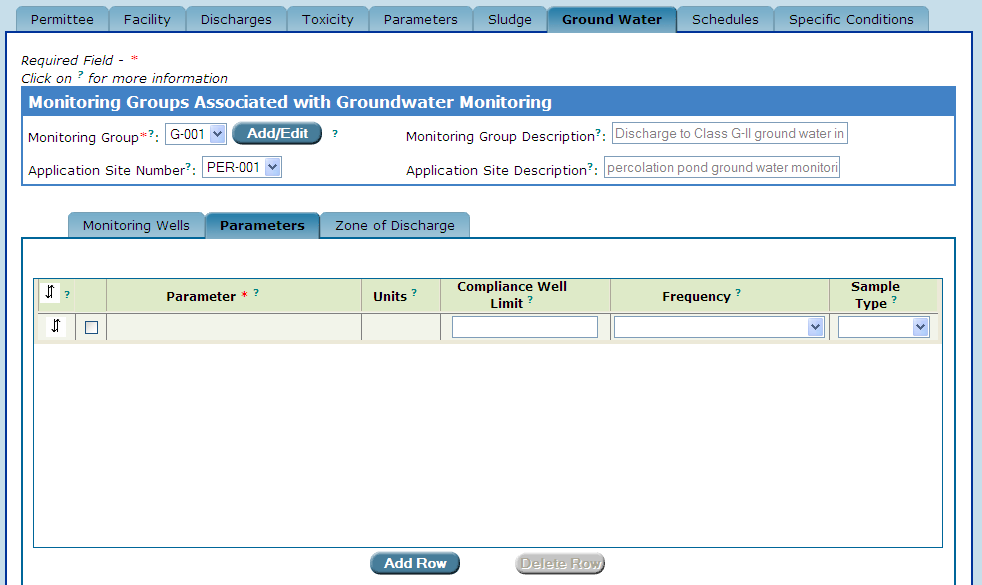 Permittee Facility Discharges Toxicity Parameters Sludge Ground Water Schedules Specific Conditions
Required Field - *
Click on ? for more information
Monitoring Groups Associated with Groundwater Monitoring
Monitoring Group*?: G-001 Add/Edit ? Monitoring Group Description?: Discharge to Class G-II ground water in
Application Site Number?: PER-001 Application Site Description?: percolation pond ground water monitori
Monitoring Wells Parameters Zone of Discharge
? Parameter * ? Units ? Compliance Well Limit ? Frequency ? Sample Type ?
Add Row Delete Row